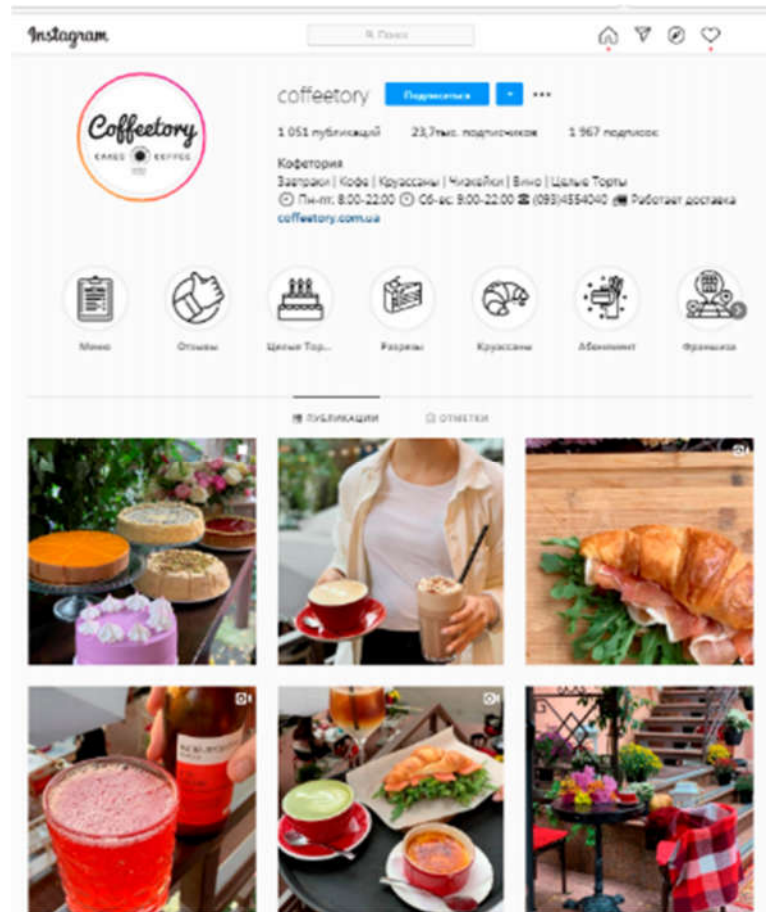 Instagram
Поиск
coffeetory
Подписаться
1 051 публикаций 23,7тыс. подписчиков 1 967 подписок
Coffeetory
CAKES COFFEE
Кофетория
Завтраки | Кофе | Круассаны | Чизкейки | Вино | Целые Торты
Пн-пт: 8:00-22:00 Сб-вс: 9:00-22:00 (093)4554040 Работает доставка
coffeetory.com.ua
Меню Отзывы Целые Тор... Разрезы Круассаны Абонемент Франшиза
ПУБЛИКАЦИИ ОТМЕТКИ